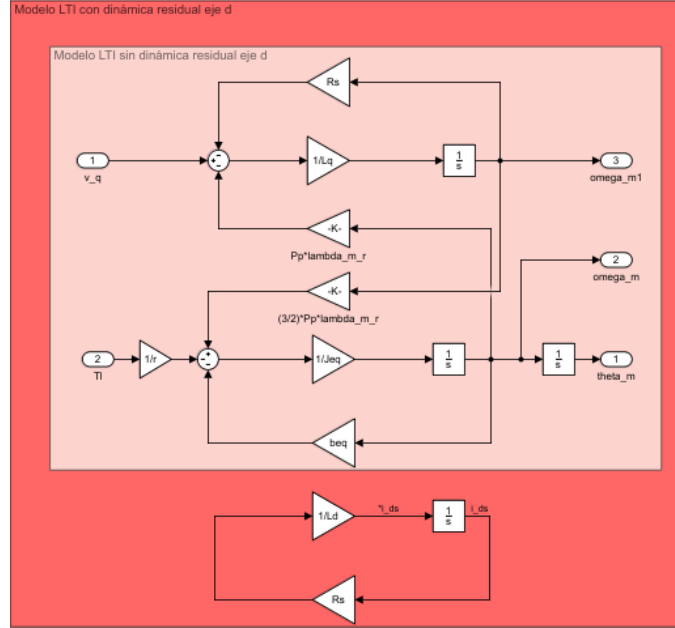 Modelo LTI con dinámica residual eje d
Modelo LTI sin dinámica residual eje d
Rs
1
v_q
1/Lq
1
s
3
omega_m1
-K-
Pp*lambda_m_r
2
omega_m
-K-
(3/2)*Pp*lambda_m_r
2
Tl
1/r
1/Jeq
1
s
1
s
1
theta_m
beq
1/Ld
*i_ds
1
s
i_ds
Rs